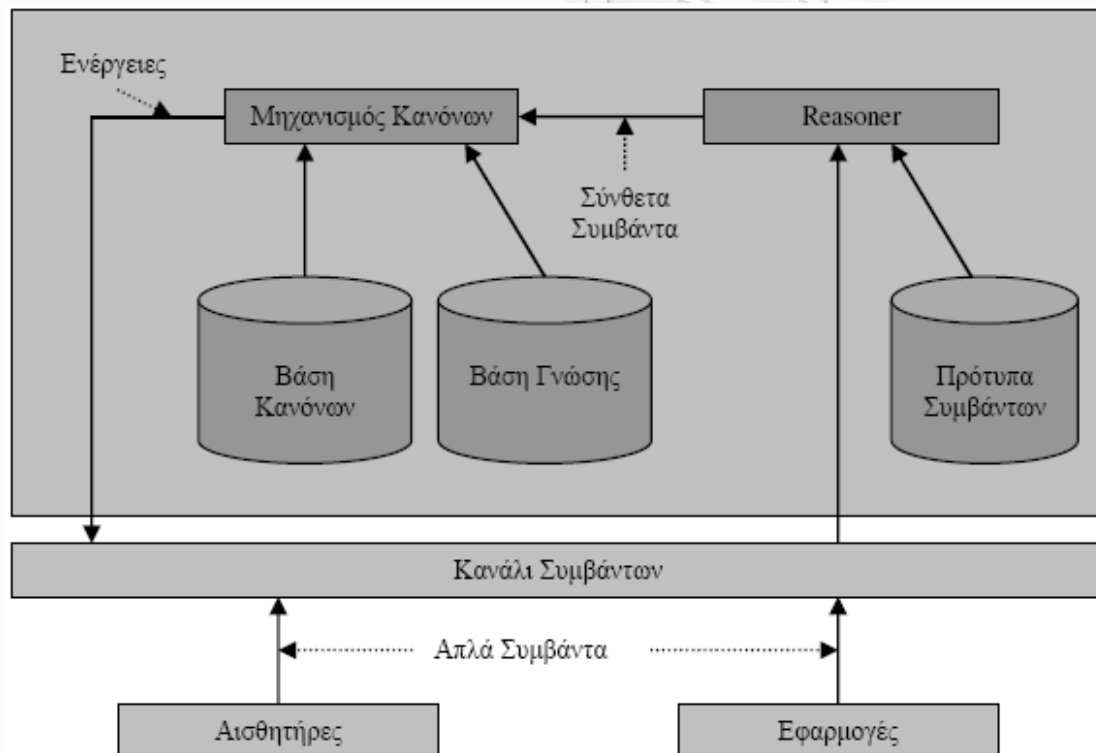 Ενέργειες
Μηχανισμός Κανόνων
Reasoner
Σύνθετα
Συμβάντα
Βάση
Κανόνων
Βάση Γνώσης
Πρότυπα
Συμβάντων
Κανάλι Συμβάντων
Απλά Συμβάντα
Αισθητήρες
Εφαρμογές